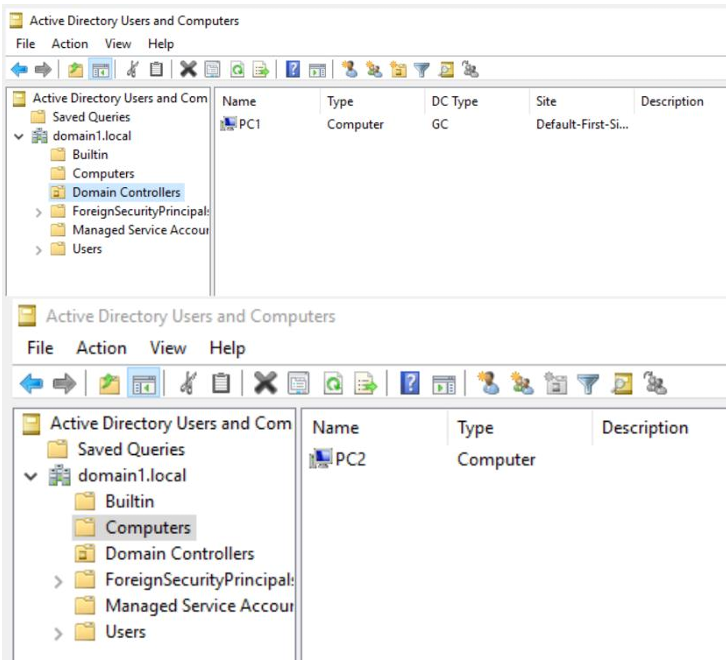 Active Directory Users and Computers
File Action View Help
Active Directory Users and Com Name Type DC Type Site Description
Saved Queries PC1 Computer GC Default-First-Si...
domain1.local
Builtin
Computers
Domain Controllers
ForeignSecurityPrincipals
Managed Service Accour
Users
Active Directory Users and Computers
File Action View Help
Active Directory Users and Com Name Type Description
Saved Queries PC2 Computer
domain1.local
Builtin
Computers
Domain Controllers
ForeignSecurityPrincipals
Managed Service Accour
Users